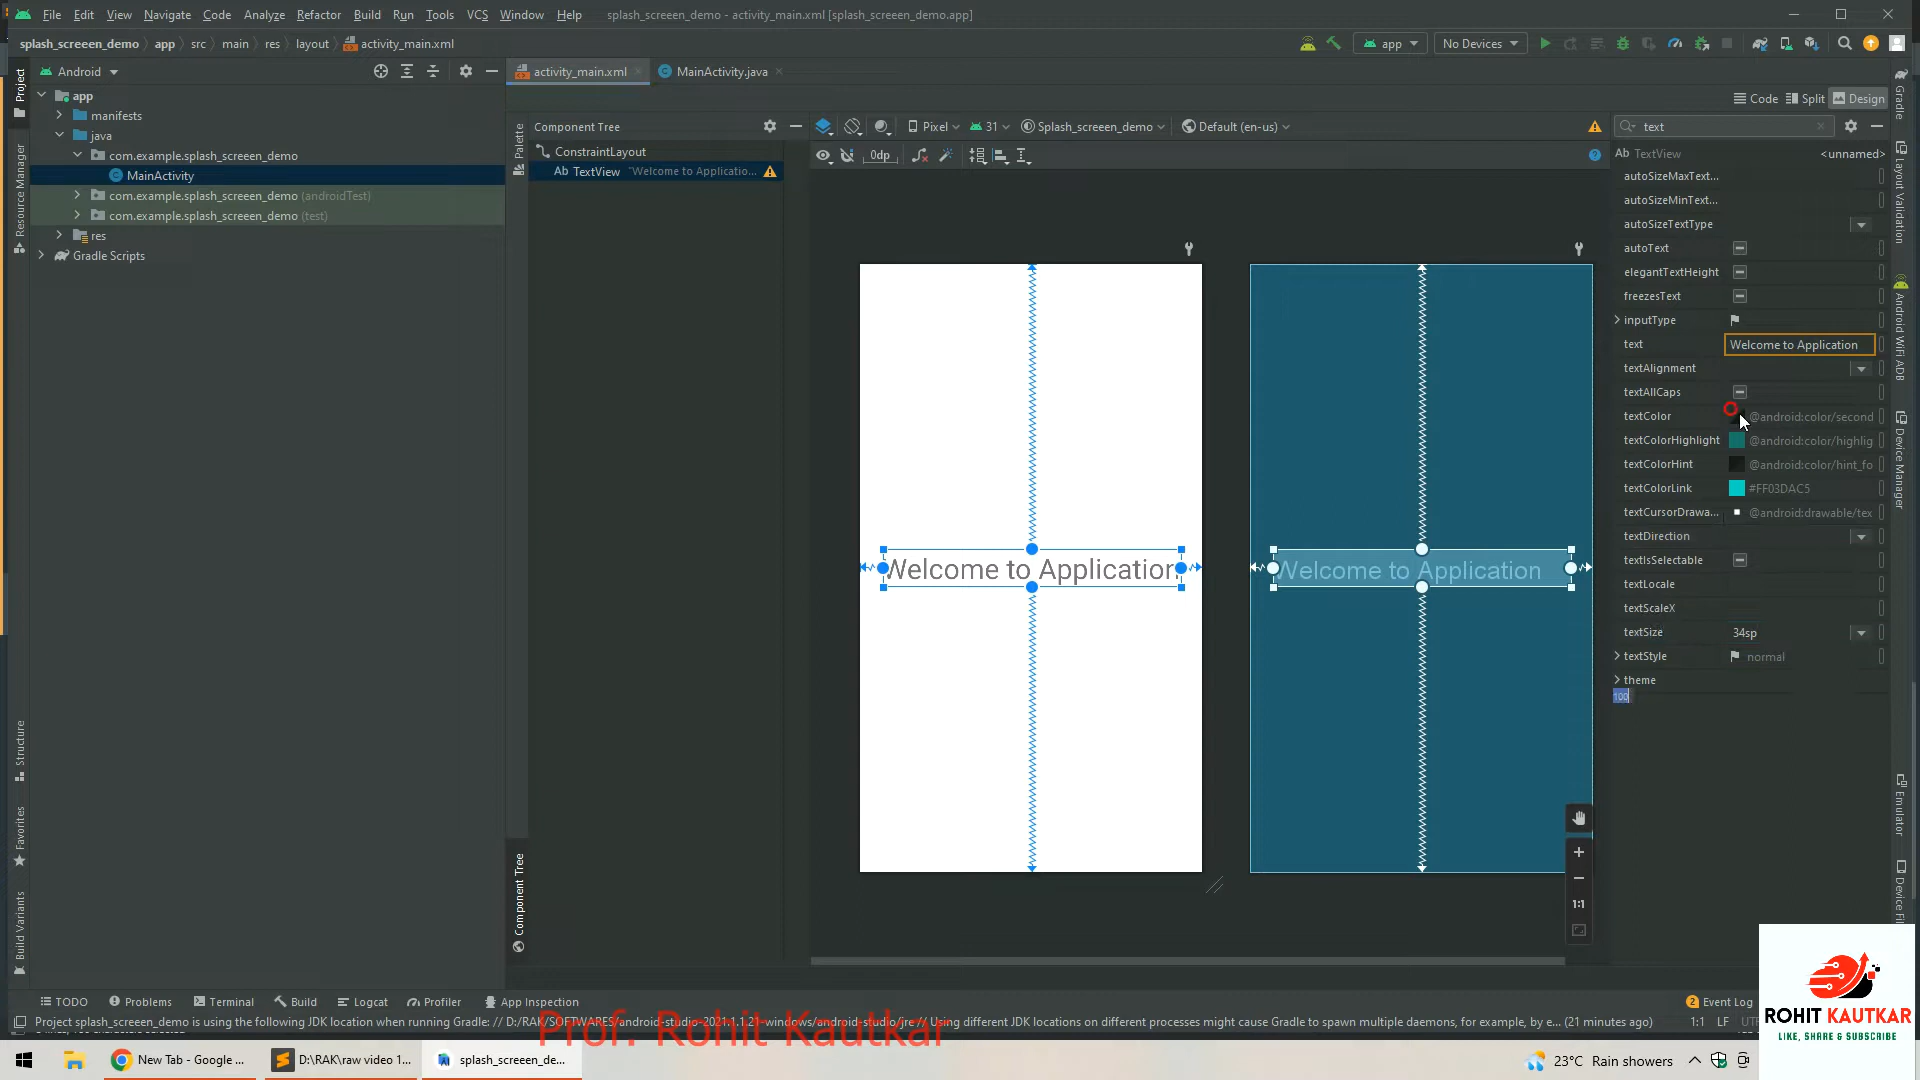 File Edit View Navigate Code Analyze Refactor Build Run Tools VCS Window Help splash_screeen_demo - activity_main.xml [splash_screeen_demo.app]
splash_screeen_demo app src main res layout activity_main.xml
app No Devices
Android
activity_main.xml MainActivity.java
Code Split Design
Project
Resource Manager
Structure
Favorites
Build Variants
app
manifests
java
com.example.splash_screeen_demo
MainActivity
com.example.splash_screeen_demo (androidTest)
com.example.splash_screeen_demo (test)
res
Gradle Scripts
Palette
Component Tree
Component Tree
ConstraintLayout
Ab TextView "Welcome to Applicatio...
Pixel 31 Splash_screeen_demo Default (en-us)
0dp
Welcome to Application
Welcome to Application
1:1
text
Ab TextView <unnamed>
autoSizeMaxText...
autoSizeMinText...
autoSizeTextType
autoText
elegantTextHeight
freezesText
inputType
text Welcome to Application
textAlignment
textAllCaps
textColor @android:color/second
textColorHighlight @android:color/highlig
textColorHint @android:color/hint_fo
textColorLink #FF03DAC5
textCursorDrawa... @android:drawable/tex
textDirection
textIsSelectable
textLocale
textScaleX
textSize 34sp
textStyle normal
theme
100
Gradle
Layout Validation
Android WiFi ADB
Device Manager
Emulator
Device Fil
TODO Problems Terminal Build Logcat Profiler App Inspection
2 Event Log
Project splash_screeen_demo is using the following JDK location when running Gradle: // D:/RAK/SOFTWARES/android-studio-2021.1.1.21-windows/android-studio/jre // Using different JDK locations on different processes might cause Gradle to spawn multiple daemons, for example, by e... (21 minutes ago)
1:1 LF
Prof. Rohit Kautkar
New Tab - Google ...
D:\RAK\raw video 1...
splash_screeen_de...
23°C Rain showers
ROHIT KAUTKAR
LIKE, SHARE & SUBSCRIBE